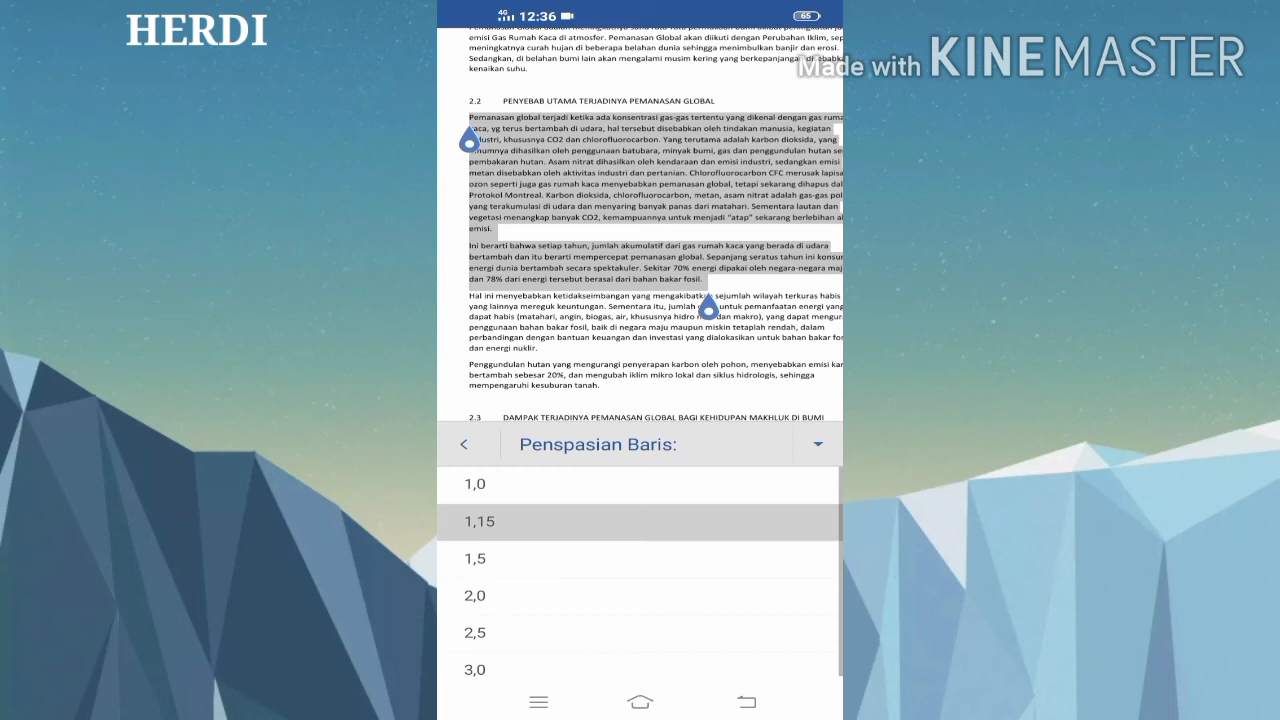 HERDI
4G 12:36
65
Made with KINEMASTER
emisi Gas Rumah Kaca di atmosfer. Pemanasan Global akan diikuti dengan Perubahan Iklim, sep
meningkatnya curah hujan di beberapa belahan dunia sehingga menimbulkan banjir dan erosi.
Sedangkan, di belahan bumi lain akan mengalami musim kering yang berkepanjangan
kenaikan suhu.
2.2 PENYEBAB UTAMA TERJADINYA PEMANASAN GLOBAL
Pemanasan global terjadi ketika ada konsentrasi gas-gas tertentu yang dikenal dengan gas ruma
kaca, yg terus bertambah di udara, hal tersebut disebabkan oleh tindakan manusia, kegiatan
industri, khususnya CO2 dan chlorofluorocarbon. Yang terutama adalah karbon dioksida, yang
umumnya dihasilkan oleh penggunaan batubara, minyak bumi, gas dan penggundulan hutan se
pembakaran hutan. Asam nitrat dihasilkan oleh kendaraan dan emisi industri, sedangkan emisi
metan disebabkan oleh aktivitas industri dan pertanian. Chlorofluorocarbon CFC merusak lapisa
ozon seperti juga gas rumah kaca menyebabkan pemanasan global, tetapi sekarang dihapus dal
Protokol Montreal. Karbon dioksida, chlorofluorocarbon, metan, asam nitrat adalah gas-gas pol
yang terakumulasi di udara dan menyaring banyak panas dari matahari. Sementara lautan dan
vegetasi menangkap banyak CO2, kemampuannya untuk menjadi "atap" sekarang berlebihan a
emisi.
Ini berarti bahwa setiap tahun, jumlah akumulatif dari gas rumah kaca yang berada di udara
bertambah dan itu berarti mempercepat pemanasan global. Sepanjang seratus tahun ini konsu
energi dunia bertambah secara spektakuler. Sekitar 70% energi dipakai oleh negara-negara maj
dan 78% dari energi tersebut berasal dari bahan bakar fosil.
Hal ini menyebabkan ketidakseimbangan yang mengakibatka sejumlah wilayah terkuras habis
yang lainnya mereguk keuntungan. Sementara itu, jumlah untuk pemanfaatan energi yang
dapat habis (matahari, angin, biogas, air, khususnya hidro dan makro), yang dapat mengura
penggunaan bahan bakar fosil, baik di negara maju maupun miskin tetaplah rendah, dalam
perbandingan dengan bantuan keuangan dan investasi yang dialokasikan untuk bahan bakar fos
dan energi nuklir.
Penggundulan hutan yang mengurangi penyerapan karbon oleh pohon, menyebabkan emisi kar
bertambah sebesar 20%, dan mengubah iklim mikro lokal dan siklus hidrologis, sehingga
mempengaruhi kesuburan tanah.
2.3 DAMPAK TERJADINYA PEMANASAN GLOBAL BAGI KEHIDUPAN MAKHLUK DI BUMI
Penspasian Baris:
1,0
1,15
1,5
2,0
2,5
3,0